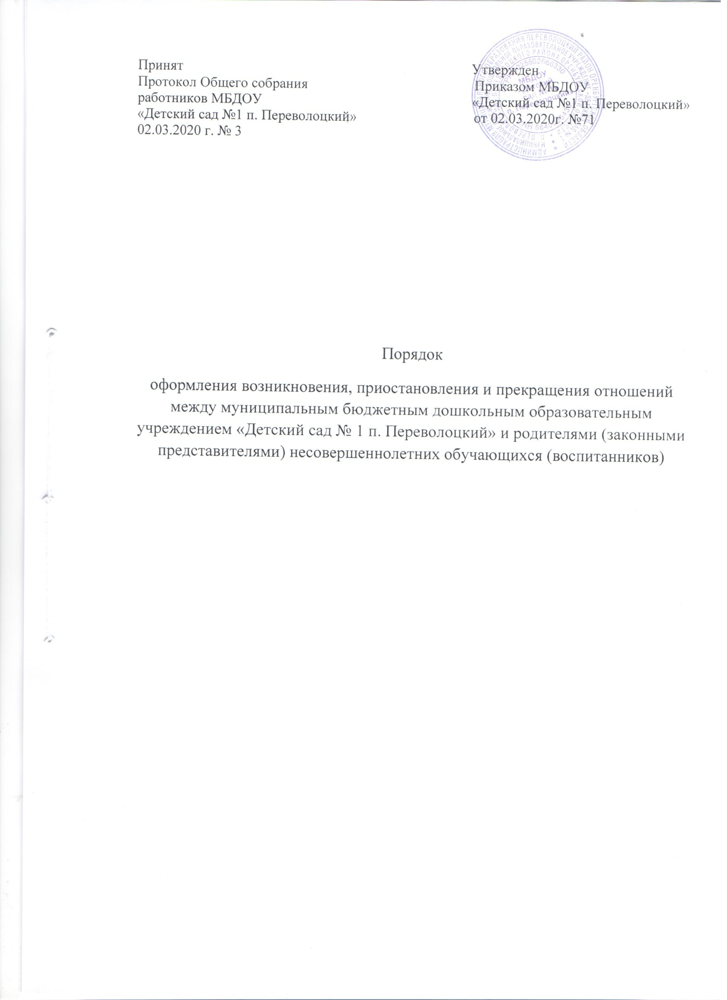 Принят
Протокол Общего собрания
работников МБДОУ
«Детский сад №1 п. Переволоцкий»
02.03.2020 г. № 3
Утвержден
Приказом МБДОУ
«Детский сад №1 п. Переволоцкий»
от 02.03.2020г. №71
МБДОУ
Порядок
оформления возникновения, приостановления и прекращения отношений
между муниципальным бюджетным дошкольным образовательным
учреждением «Детский сад № 1 п. Переволоцкий» и родителями (законными
представителями) несовершеннолетних обучающихся (воспитанников)